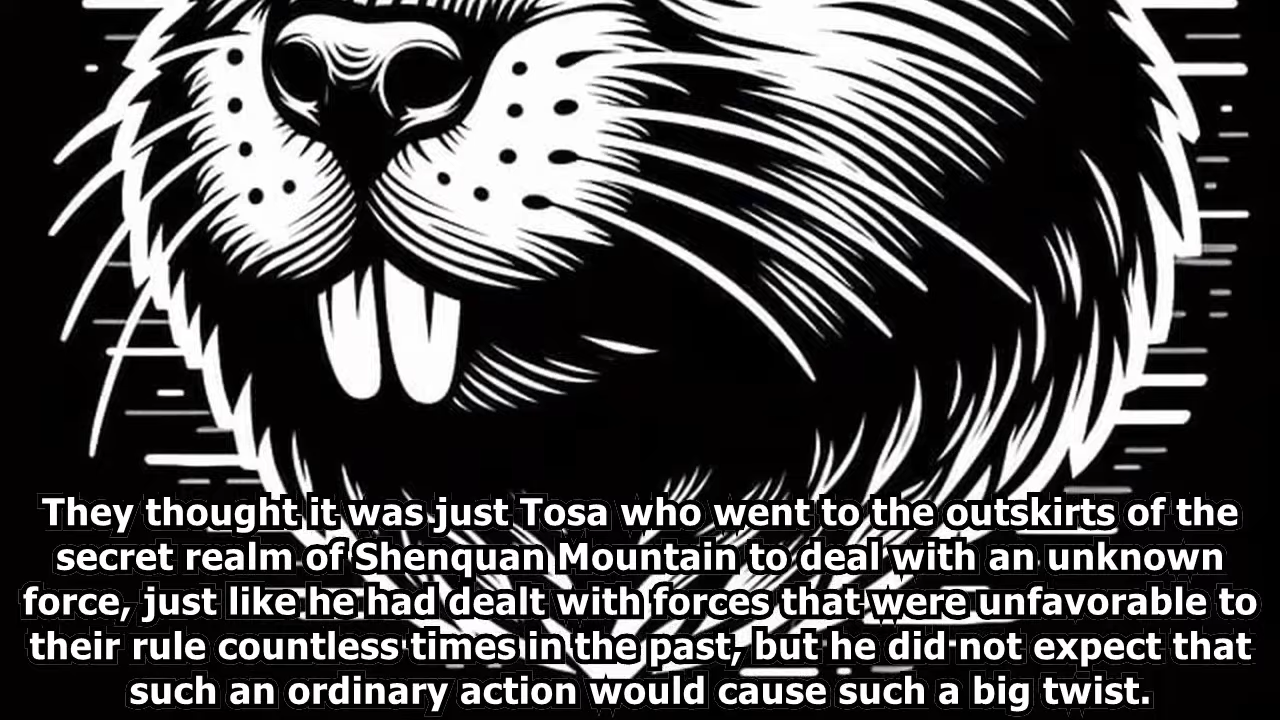 They thought it was just Tosa who went to the outskirts of the
secret realm of Shenquan Mountain to deal with an unknown
force, just like he had dealt with forces that were unfavorable to
their rule countless times in the past, but he did not expect that
such an ordinary action would cause such a big twist.